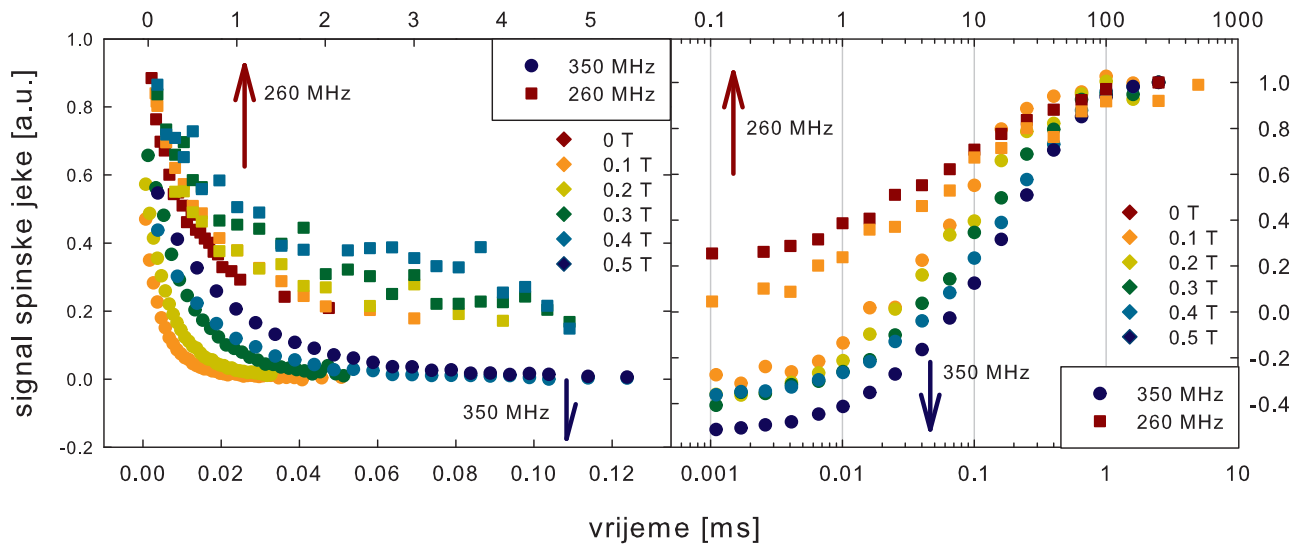 0 1 2 3 4 5
0.1 1 10 100 1000
signal spinske jeke [a.u.]
1.0
0.8
0.6
0.4
0.2
0.0
-0.2
260 MHz
350 MHz
260 MHz
0 T
0.1 T
0.2 T
0.3 T
0.4 T
0.5 T
350 MHz
0.00 0.02 0.04 0.06 0.08 0.10 0.12
260 MHz
0 T
0.1 T
0.2 T
0.3 T
0.4 T
0.5 T
350 MHz
350 MHz
260 MHz
1.0
0.8
0.6
0.4
0.2
0.0
-0.2
-0.4
0.001 0.01 0.1 1 10
vrijeme [ms]